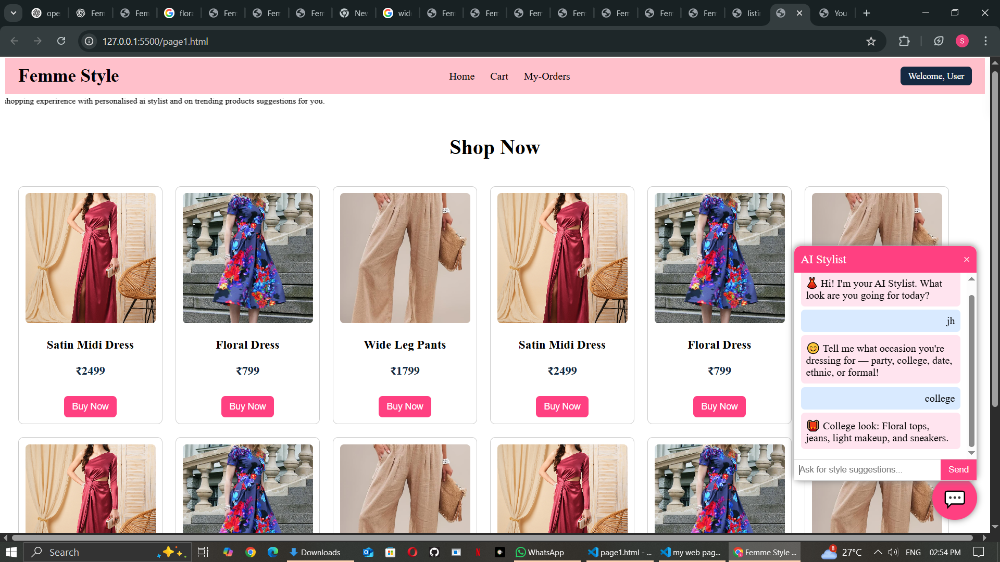 ope
Fem
Fem
flora
Fem
Fem
Fem
New
wide
Fem
Fem
Fem
Fem
Fem
Fem
Fem
listin
You
127.0.0.1:5500/page1.html
S
Femme Style
Home
Cart
My-Orders
Welcome, User
shopping experirence with personalised ai stylist and on trending products suggestions for you.
Shop Now
Satin Midi Dress
Floral Dress
Wide Leg Pants
Satin Midi Dress
Floral Dress
₹2499
₹799
₹1799
₹2499
₹799
Buy Now
Buy Now
Buy Now
Buy Now
Buy Now
AI Stylist
×
Hi! I'm your AI Stylist. What
look are you going for today?
jh
Tell me what occasion you're
dressing for — party, college, date,
ethnic, or formal!
college
College look: Floral tops,
jeans, light makeup, and sneakers.
Ask for style suggestions...
Send
Search
Downloads
WhatsApp
page1.html - ...
my web pag...
Femme Style ...
8
27°C
ENG
02:54 PM